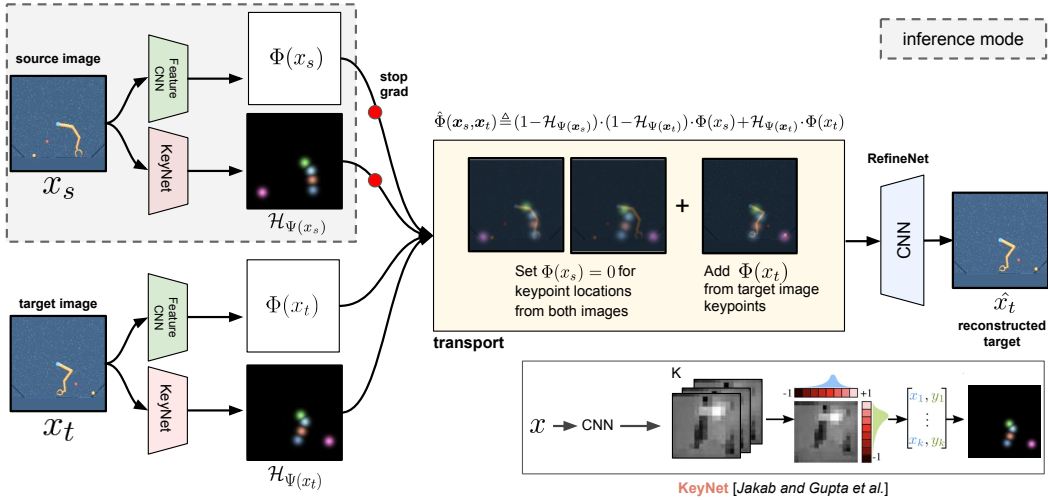 source image
x_s
Feature
CNN
KeyNet
Φ(x_s)
ℋ_Ψ(x_s)
stop
grad
inference mode
target image
x_t
Feature
CNN
KeyNet
Φ(x_t)
ℋ_Ψ(x_t)
Φ̂(x_s,x_t)≜(1−ℋ_Ψ(x_s))·(1−ℋ_Ψ(x_t))·Φ(x_s)+ℋ_Ψ(x_t)·Φ(x_t)
+
Set Φ(x_s) = 0 for
keypoint locations
from both images
Add Φ(x_t)
from target image
keypoints
transport
RefineNet
CNN
x̂_t
reconstructed
target
x
CNN
K
-1 +1
-1
x_1, y_1
⋮
x_k, y_k
KeyNet [Jakab and Gupta et al.]